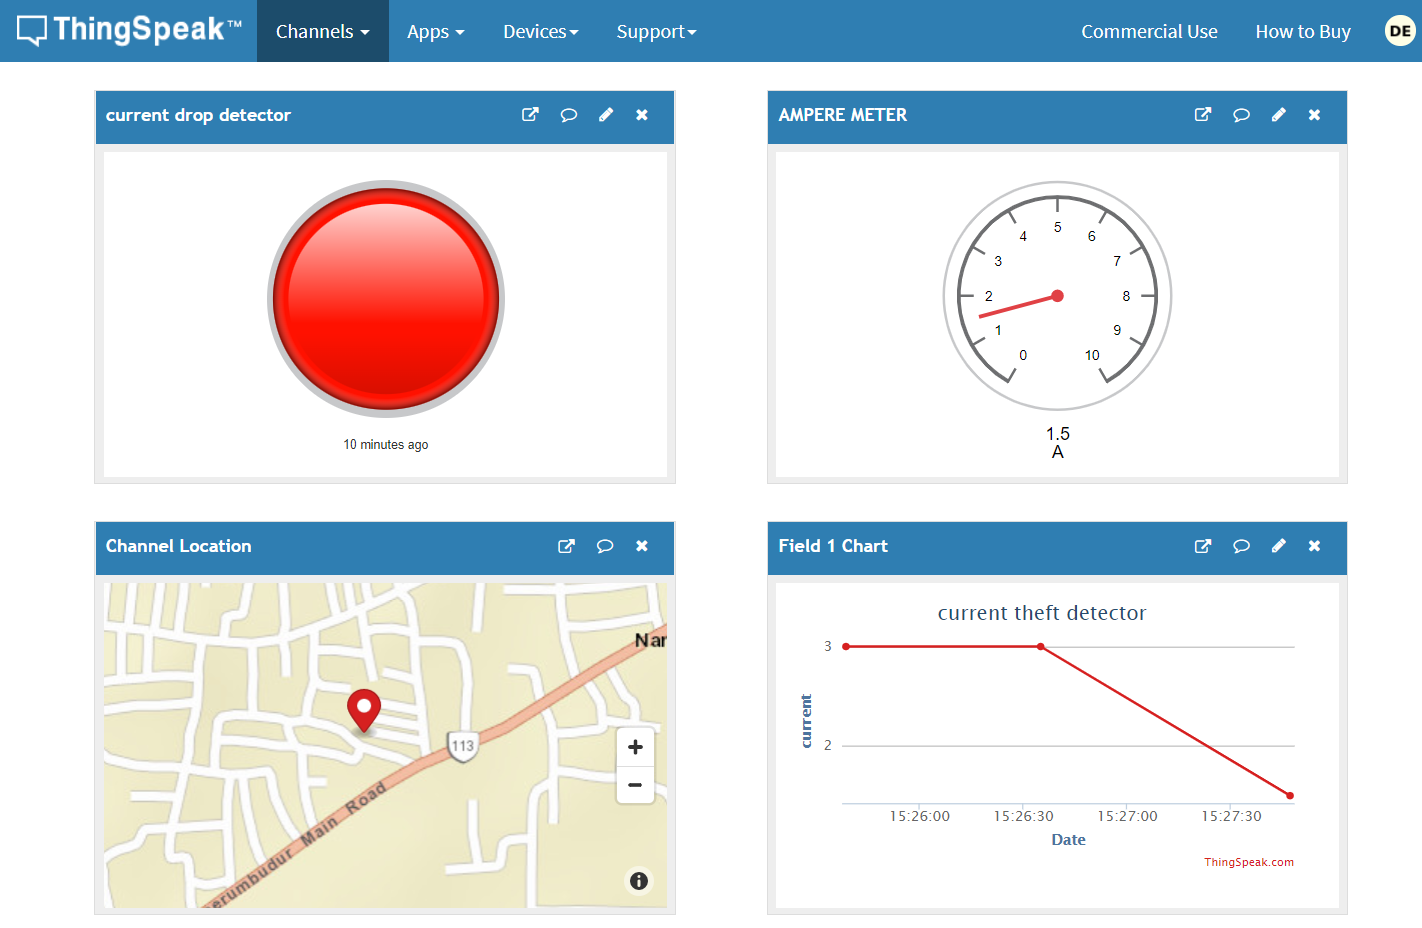 ThingSpeak™ Channels Apps Devices Support Commercial Use How to Buy DE
current drop detector
10 minutes ago
AMPERE METER
0 1 2 3 4 5 6 7 8 9 10
1.5
A
Channel Location
Nar
113
erumbudur Main Road
Field 1 Chart
current theft detector
current
3
2
15:26:00 15:26:30 15:27:00 15:27:30
Date
ThingSpeak.com